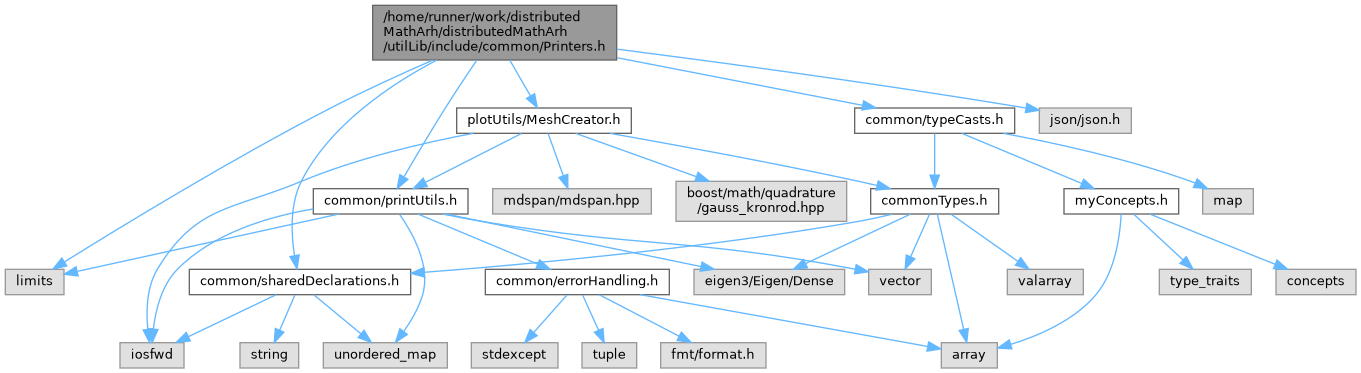 /home/runner/work/distributed
MathArh/distributedMathArh
/utilLib/include/common/Printers.h
plotUtils/MeshCreator.h
common/typeCasts.h
json/json.h
common/printUtils.h
mdspan/mdspan.hpp
boost/math/quadrature
/gauss_kronrod.hpp
commonTypes.h
myConcepts.h
map
limits
common/sharedDeclarations.h
common/errorHandling.h
eigen3/Eigen/Dense
vector
valarray
type_traits
concepts
iosfwd
string
unordered_map
stdexcept
tuple
fmt/format.h
array